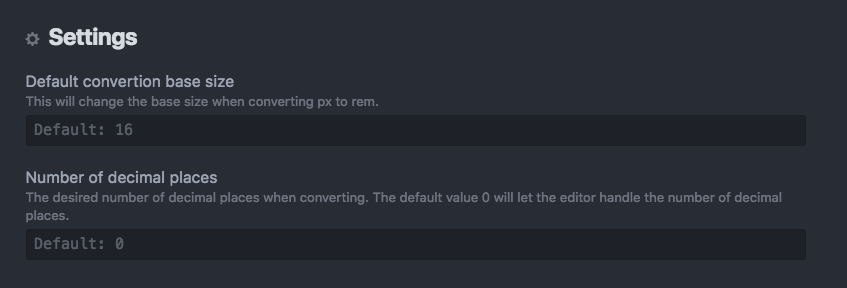 Settings
Default convertion base size
This will change the base size when converting px to rem.
Default: 16
Number of decimal places
The desired number of decimal places when converting. The default value 0 will let the editor handle the number of decimal
places.
Default: 0